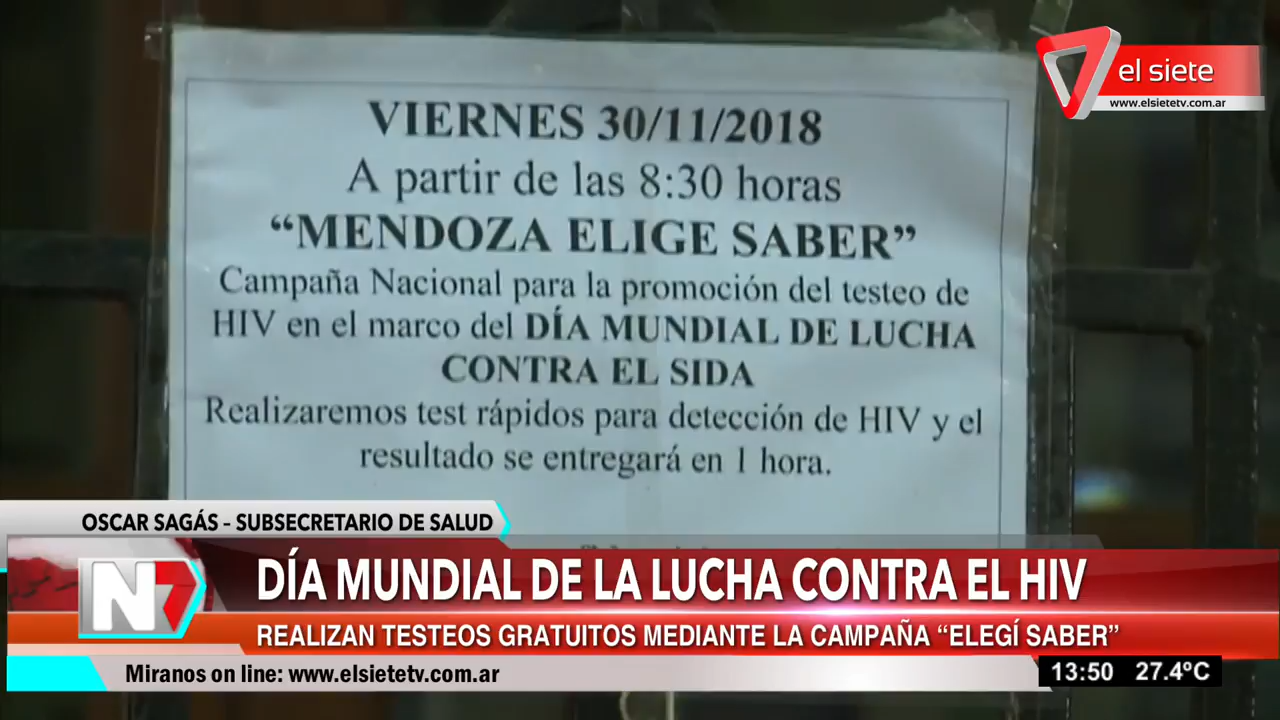 el siete
www.elsietetv.com.ar
VIERNES 30/11/2018
A partir de las 8:30 horas
“MENDOZA ELIGE SABER”
Campaña Nacional para la promoción del testeo de
HIV en el marco del DÍA MUNDIAL DE LUCHA
CONTRA EL SIDA
Realizaremos test rápidos para detección de HIV y el
resultado se entregará en 1 hora.
OSCAR SAGÁS - SUBSECRETARIO DE SALUD
N7
DÍA MUNDIAL DE LA LUCHA CONTRA EL HIV
REALIZAN TESTEOS GRATUITOS MEDIANTE LA CAMPAÑA “ELEGÍ SABER”
Miranos on line: www.elsietetv.com.ar
13:50 27.4ºC